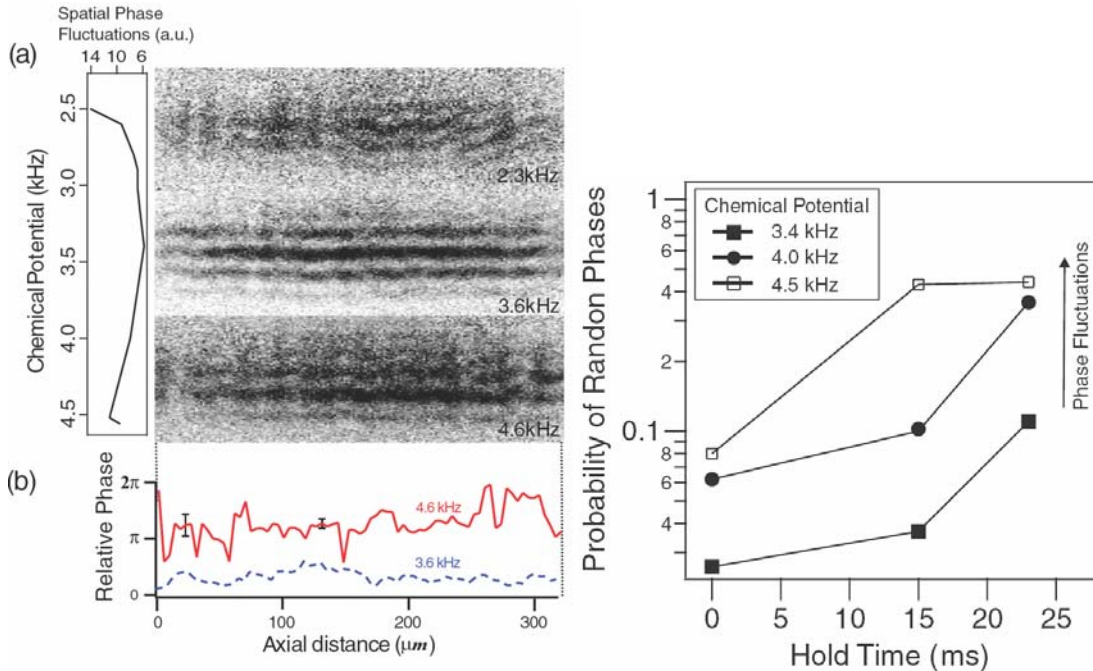 Spatial Phase
Fluctuations (a.u.)
14 10 6
(a)
2.5
3.0
3.5
4.0
4.5
Chemical Potential (kHz)
2.3kHz
3.6kHz
4.6kHz
(b)
Relative Phase
2π
π
0
4.6 kHz
3.6 kHz
100 200 300
0
Axial distance (μm)
Probability of Randon Phases
1
8
6
4
2
0.1
8
6
4
Chemical Potential
3.4 kHz
4.0 kHz
4.5 kHz
Phase Fluctuations
0 5 10 15 20 25
Hold Time (ms)